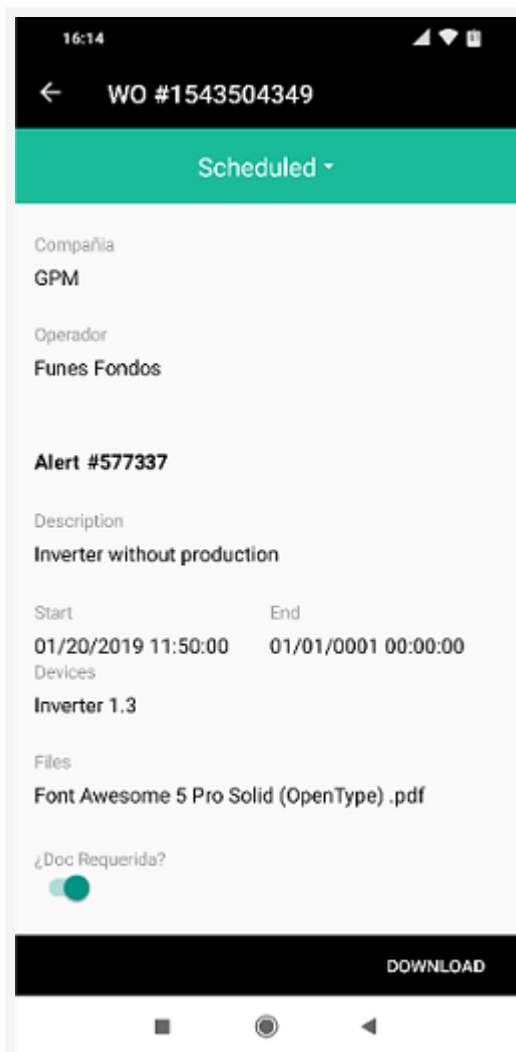 16:14
WO #1543504349
Scheduled
Compañia
GPM
Operador
Funes Fondos
Alert #577337
Description
Inverter without production
Start End
01/20/2019 11:50:00 01/01/0001 00:00:00
Devices
Inverter 1.3
Files
Font Awesome 5 Pro Solid (OpenType) .pdf
¿Doc Requerida?
DOWNLOAD